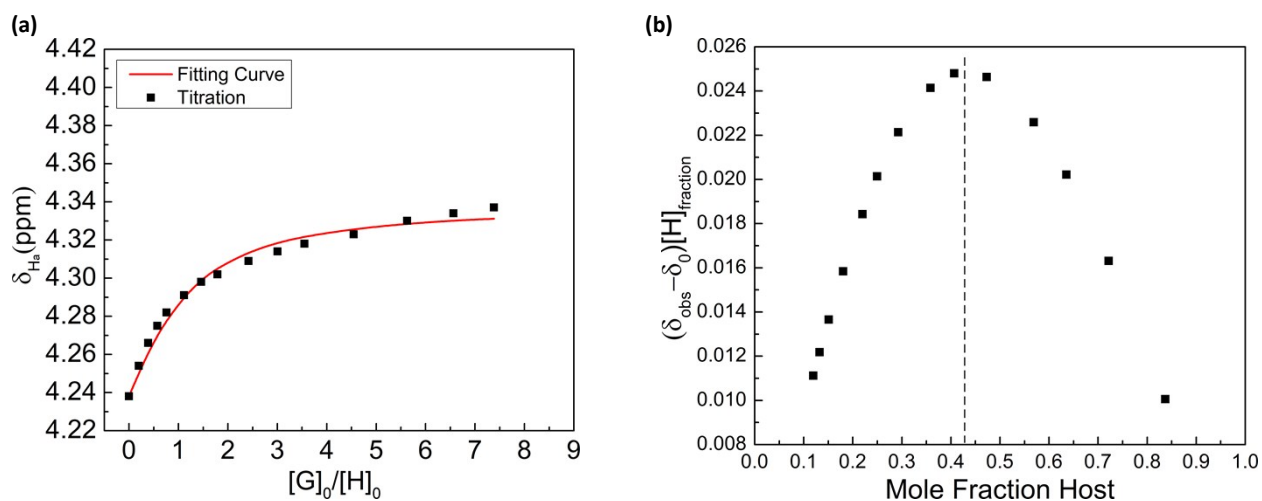 (a)
4.42
4.40
4.38
4.36
4.34
4.32
4.30
4.28
4.26
4.24
4.22
δHa(ppm)
Fitting Curve
Titration
0 1 2 3 4 5 6 7 8 9
[G]0/[H]0
(b)
0.026
0.024
0.022
0.020
0.018
0.016
0.014
0.012
0.010
0.008
(δobs−δ0)[H]fraction
0.0 0.1 0.2 0.3 0.4 0.5 0.6 0.7 0.8 0.9 1.0
Mole Fraction Host